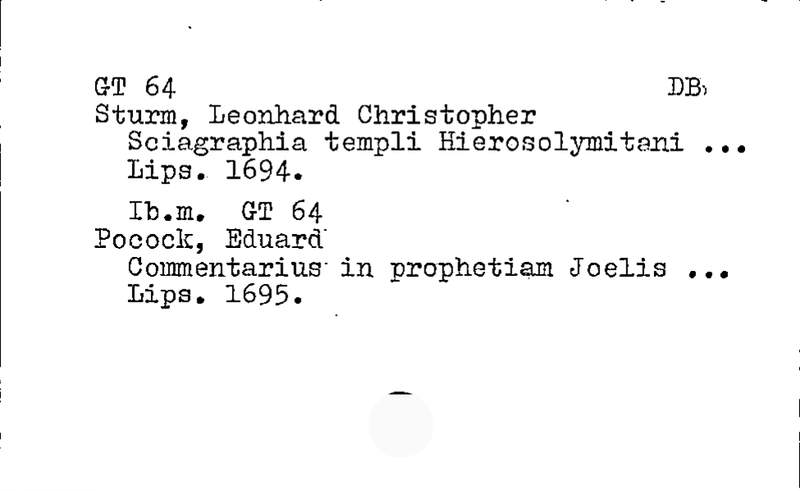 GT 64 DB
Sturm, Leonhard Christopher
Sciagraphia templi Hierosolymitani ...
Lips. 1694.
Ib.m. GT 64
Pocock, Eduard
Commentarius in prophetiam Joelis ...
Lips. 1695.